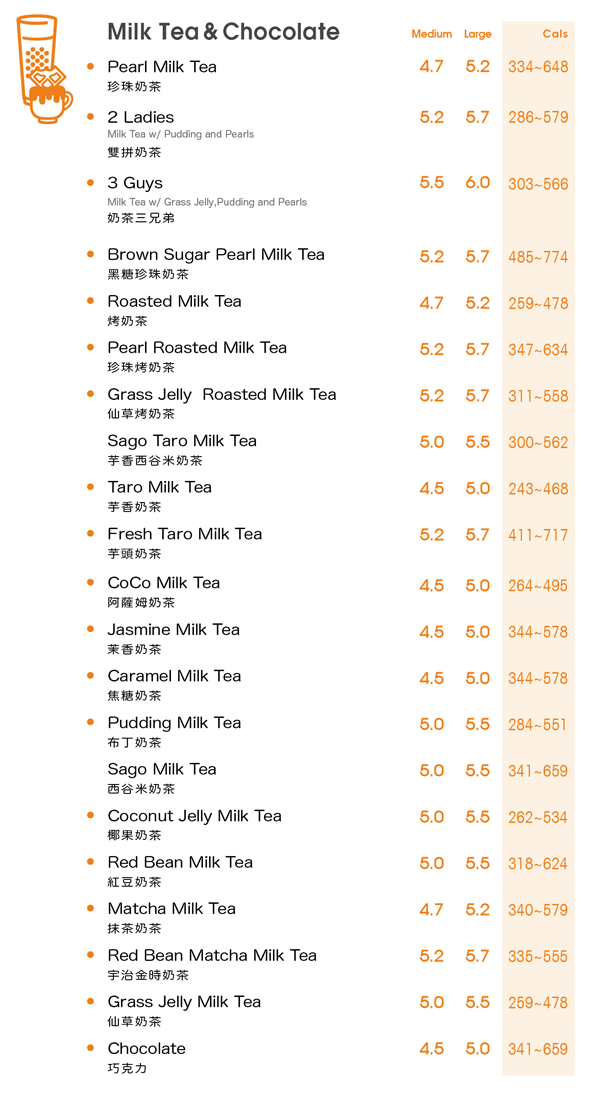 Milk Tea & Chocolate Medium Large Cals
Pearl Milk Tea 4.7 5.2 334~648
珍珠奶茶
2 Ladies 5.2 5.7 286~579
Milk Tea w/ Pudding and Pearls
雙拼奶茶
3 Guys 5.5 6.0 303~566
Milk Tea w/ Grass Jelly,Pudding and Pearls
奶茶三兄弟
Brown Sugar Pearl Milk Tea 5.2 5.7 485~774
黑糖珍珠奶茶
Roasted Milk Tea 4.7 5.2 259~478
烤奶茶
Pearl Roasted Milk Tea 5.2 5.7 347~634
珍珠烤奶茶
Grass Jelly Roasted Milk Tea 5.2 5.7 311~558
仙草烤奶茶
Sago Taro Milk Tea 5.0 5.5 300~562
芋香西谷米奶茶
Taro Milk Tea 4.5 5.0 243~468
芋香奶茶
Fresh Taro Milk Tea 5.2 5.7 411~717
芋頭奶茶
CoCo Milk Tea 4.5 5.0 264~495
阿薩姆奶茶
Jasmine Milk Tea 4.5 5.0 344~578
茉香奶茶
Caramel Milk Tea 4.5 5.0 344~578
焦糖奶茶
Pudding Milk Tea 5.0 5.5 284~551
布丁奶茶
Sago Milk Tea 5.0 5.5 341~659
西谷米奶茶
Coconut Jelly Milk Tea 5.0 5.5 262~534
椰果奶茶
Red Bean Milk Tea 5.0 5.5 318~624
紅豆奶茶
Matcha Milk Tea 4.7 5.2 340~579
抹茶奶茶
Red Bean Matcha Milk Tea 5.2 5.7 335~555
宇治金時奶茶
Grass Jelly Milk Tea 5.0 5.5 259~478
仙草奶茶
Chocolate 4.5 5.0 341~659
巧克力